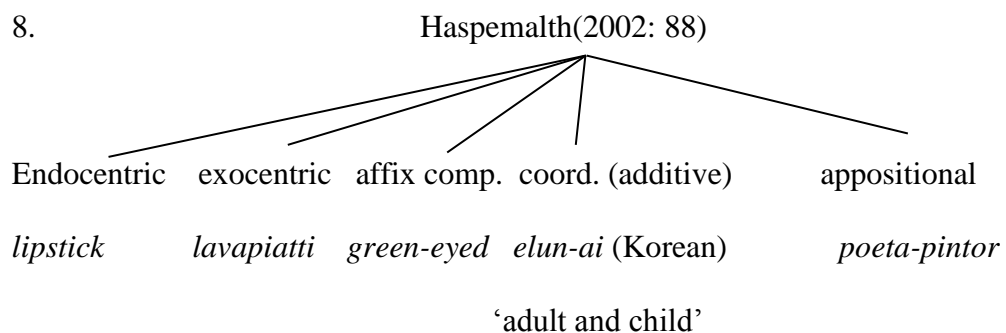 8. Haspemalth(2002: 88)
Endocentric exocentric affix comp. coord. (additive) appositional
lipstick lavapiatti green-eyed elun-ai (Korean) poeta-pintor
‘adult and child’